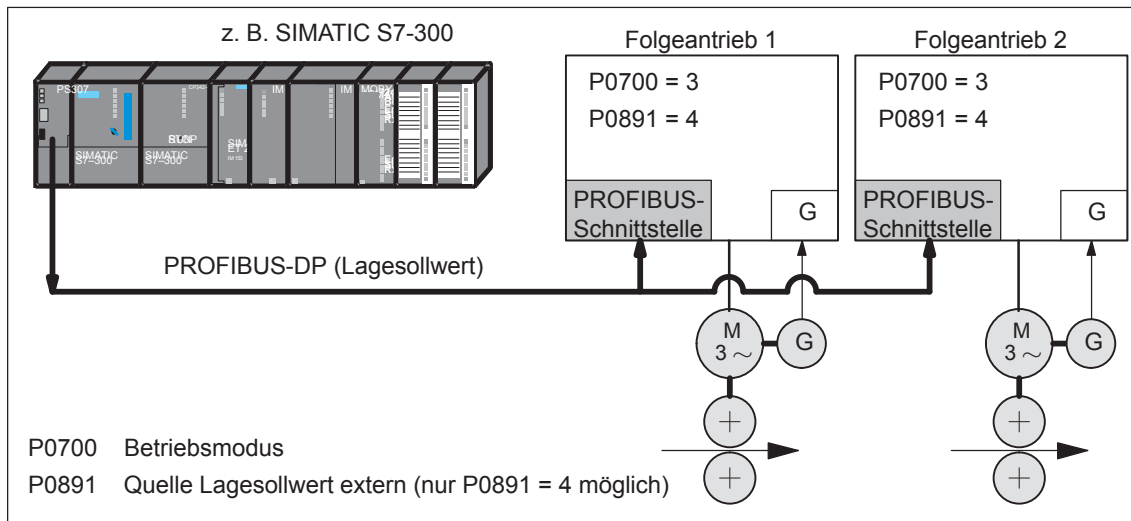 z. B. SIMATIC S7-300
PS307
IM
IM
SIMATIC
S7–300
SIMATIC
S7–300
ET
Folgeantrieb 1
P0700 = 3
P0891 = 4
PROFIBUS-
Schnittstelle
G
Folgeantrieb 2
P0700 = 3
P0891 = 4
PROFIBUS-
Schnittstelle
G
PROFIBUS-DP (Lagesollwert)
M
3 ~
G
M
3 ~
G
P0700 Betriebsmodus
P0891 Quelle Lagesollwert extern (nur P0891 = 4 möglich)